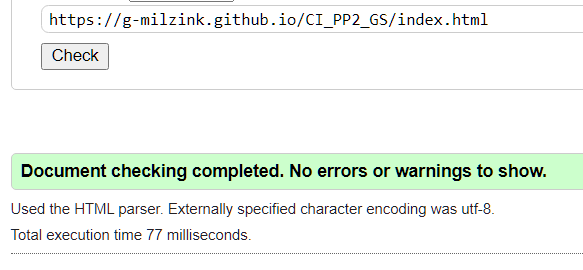 https://g-milzink.github.io/CI_PP2_GS/index.html
Check
Document checking completed. No errors or warnings to show.
Used the HTML parser. Externally specified character encoding was utf-8.
Total execution time 77 milliseconds.